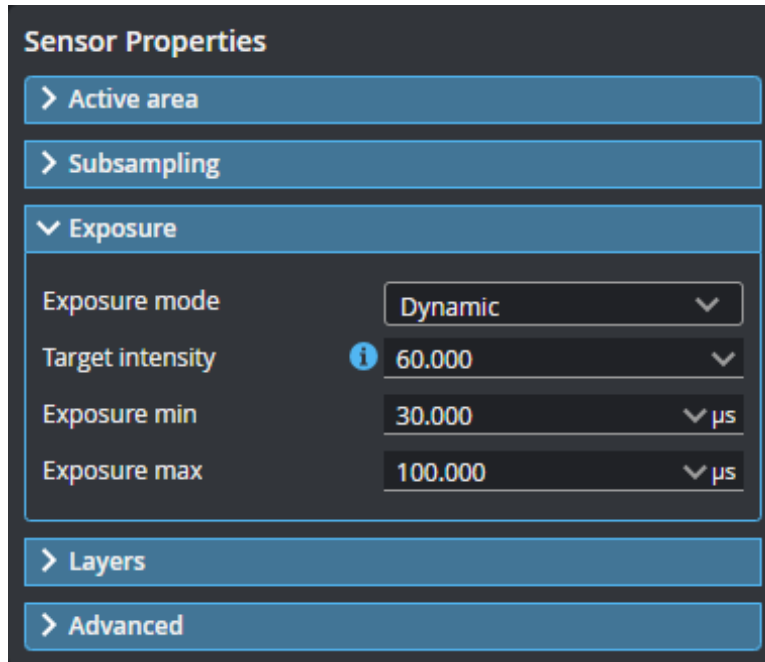 Sensor Properties
Active area
Subsampling
Exposure
Exposure mode Dynamic
Target intensity i 60.000
Exposure min 30.000 µs
Exposure max 100.000 µs
Layers
Advanced